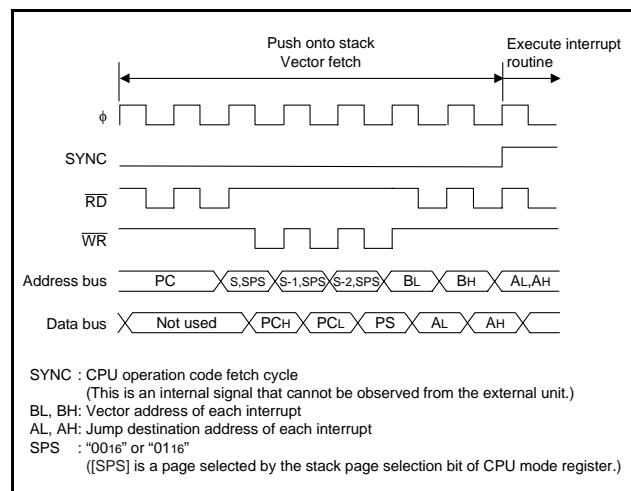 Push onto stack
Vector fetch
Execute interrupt
routine
ϕ
SYNC
RD
WR
Address bus PC S,SPS S-1,SPS S-2,SPS BL BH AL,AH
Data bus Not used PCH PCL PS AL AH
SYNC : CPU operation code fetch cycle
(This is an internal signal that cannot be observed from the external unit.)
BL, BH: Vector address of each interrupt
AL, AH: Jump destination address of each interrupt
SPS : “0016” or “0116”
([SPS] is a page selected by the stack page selection bit of CPU mode register.)